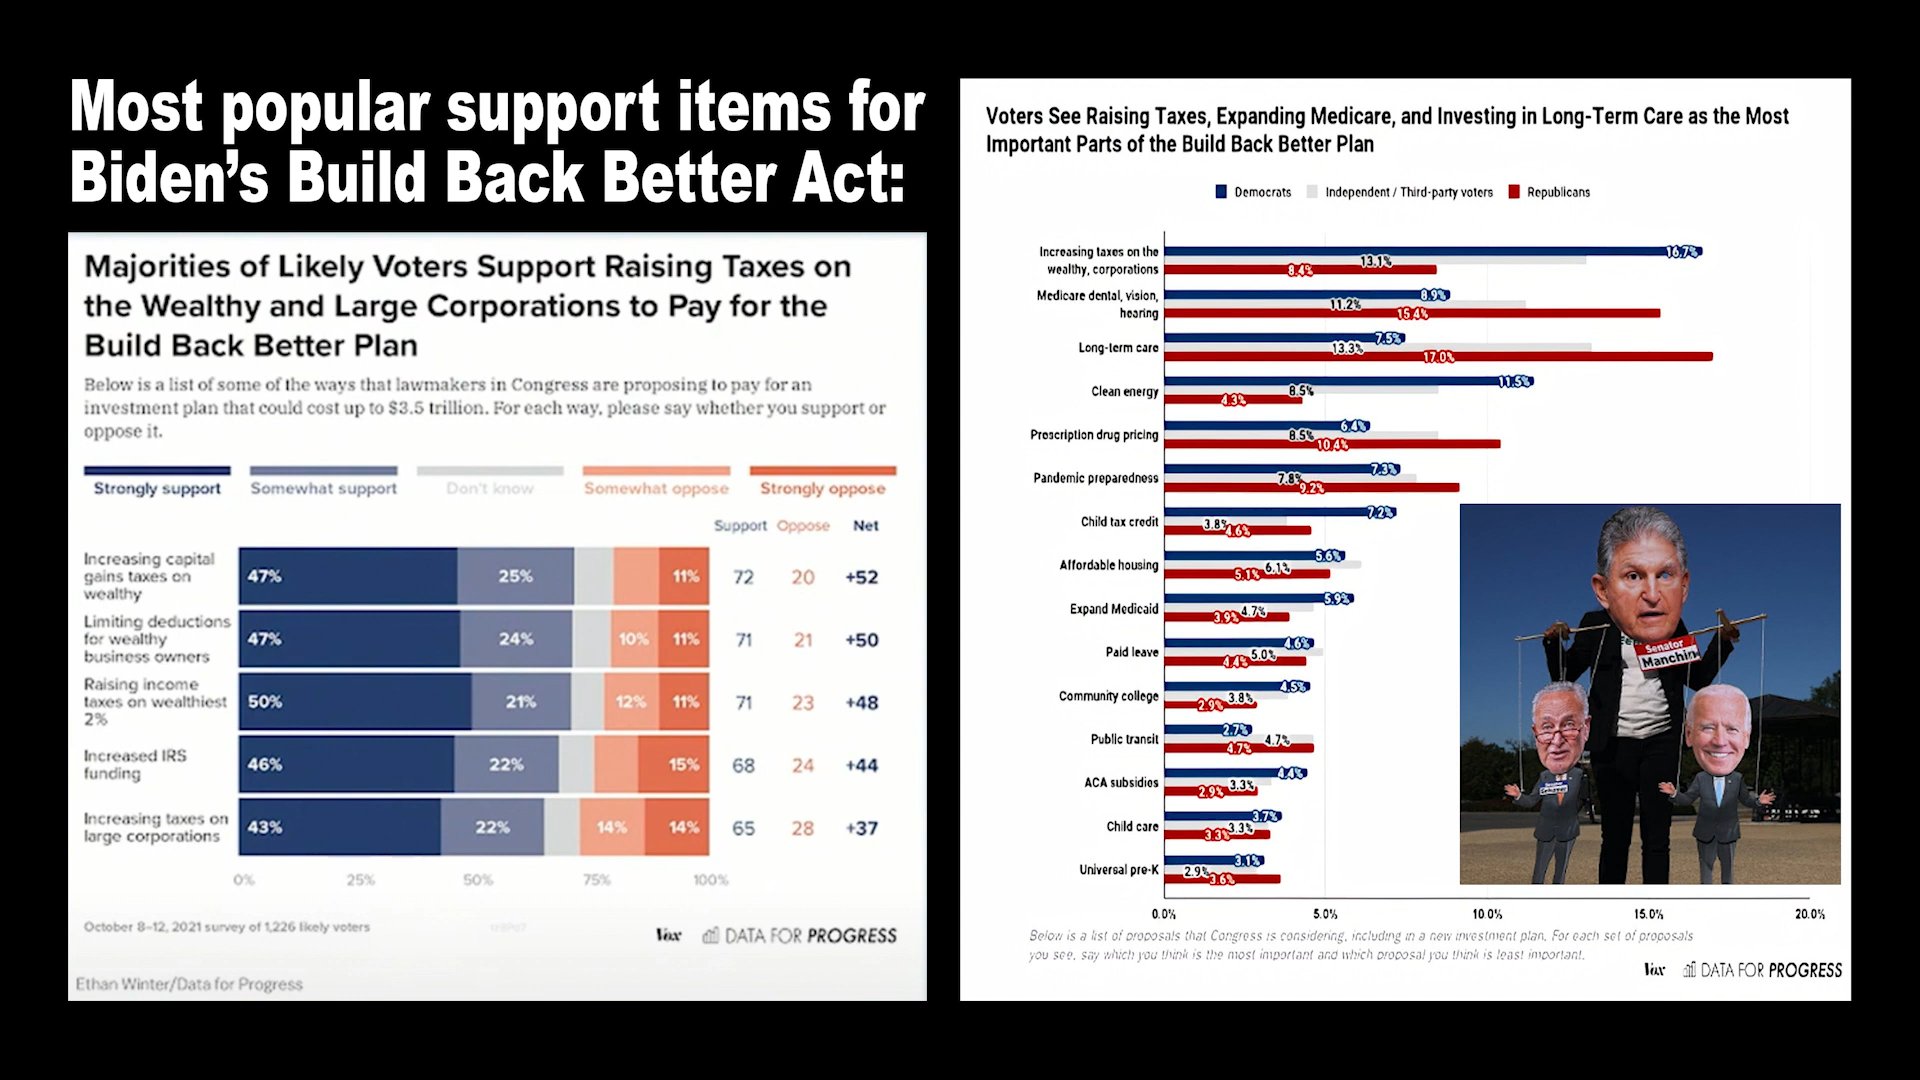 Most popular support items for
Biden's Build Back Better Act:
Majorities of Likely Voters Support Raising Taxes on
the Wealthy and Large Corporations to Pay for the
Build Back Better Plan
Below is a list of some of the ways that lawmakers in Congress are proposing to pay for an
investment plan that could cost up to $3.5 trillion. For each way, please say whether you support or
oppose it.
Strongly support Somewhat support Don't know Somewhat oppose Strongly oppose
Support Oppose Net
Increasing capital
gains taxes on
wealthy
47% 25% 11% 72 20 +52
Limiting deductions
for wealthy
business owners
47% 24% 10% 11% 71 21 +50
Raising income
taxes on wealthiest
2%
50% 21% 12% 11% 71 23 +48
Increased IRS
funding
46% 22% 15% 68 24 +44
Increasing taxes on
large corporations
43% 22% 14% 14% 65 28 +37
0% 25% 50% 75% 100%
October 8–12, 2021 survey of 1,226 likely voters
Vox DATA FOR PROGRESS
Ethan Winter/Data for Progress
Voters See Raising Taxes, Expanding Medicare, and Investing in Long-Term Care as the Most
Important Parts of the Build Back Better Plan
Democrats Independent / Third-party voters Republicans
Increasing taxes on the
wealthy, corporations
16.7%
13.1%
8.4%
Medicare dental, vision,
hearing
8.9%
11.2%
15.4%
Long-term care
7.5%
13.3%
17.0%
Clean energy
11.5%
8.5%
4.3%
Prescription drug pricing
6.4%
8.5%
10.4%
Pandemic preparedness
7.3%
7.8%
9.2%
Child tax credit
7.2%
3.8%
4.6%
Affordable housing
5.6%
6.1%
5.1%
Expand Medicaid
5.9%
4.7%
3.9%
Paid leave
4.6%
5.0%
4.4%
Community college
4.5%
3.8%
2.9%
Public transit
2.7%
4.7%
4.7%
ACA subsidies
4.4%
3.3%
2.9%
Child care
3.7%
3.3%
3.3%
Universal pre-K
3.1%
2.9%
3.6%
0.0% 5.0% 10.0% 15.0% 20.0%
Below is a list of proposals that Congress is considering, including in a new investment plan. For each set of proposals
you see, say which you think is the most important and which proposal you think is least important.
Vox DATA FOR PROGRESS
Senator
Manchin